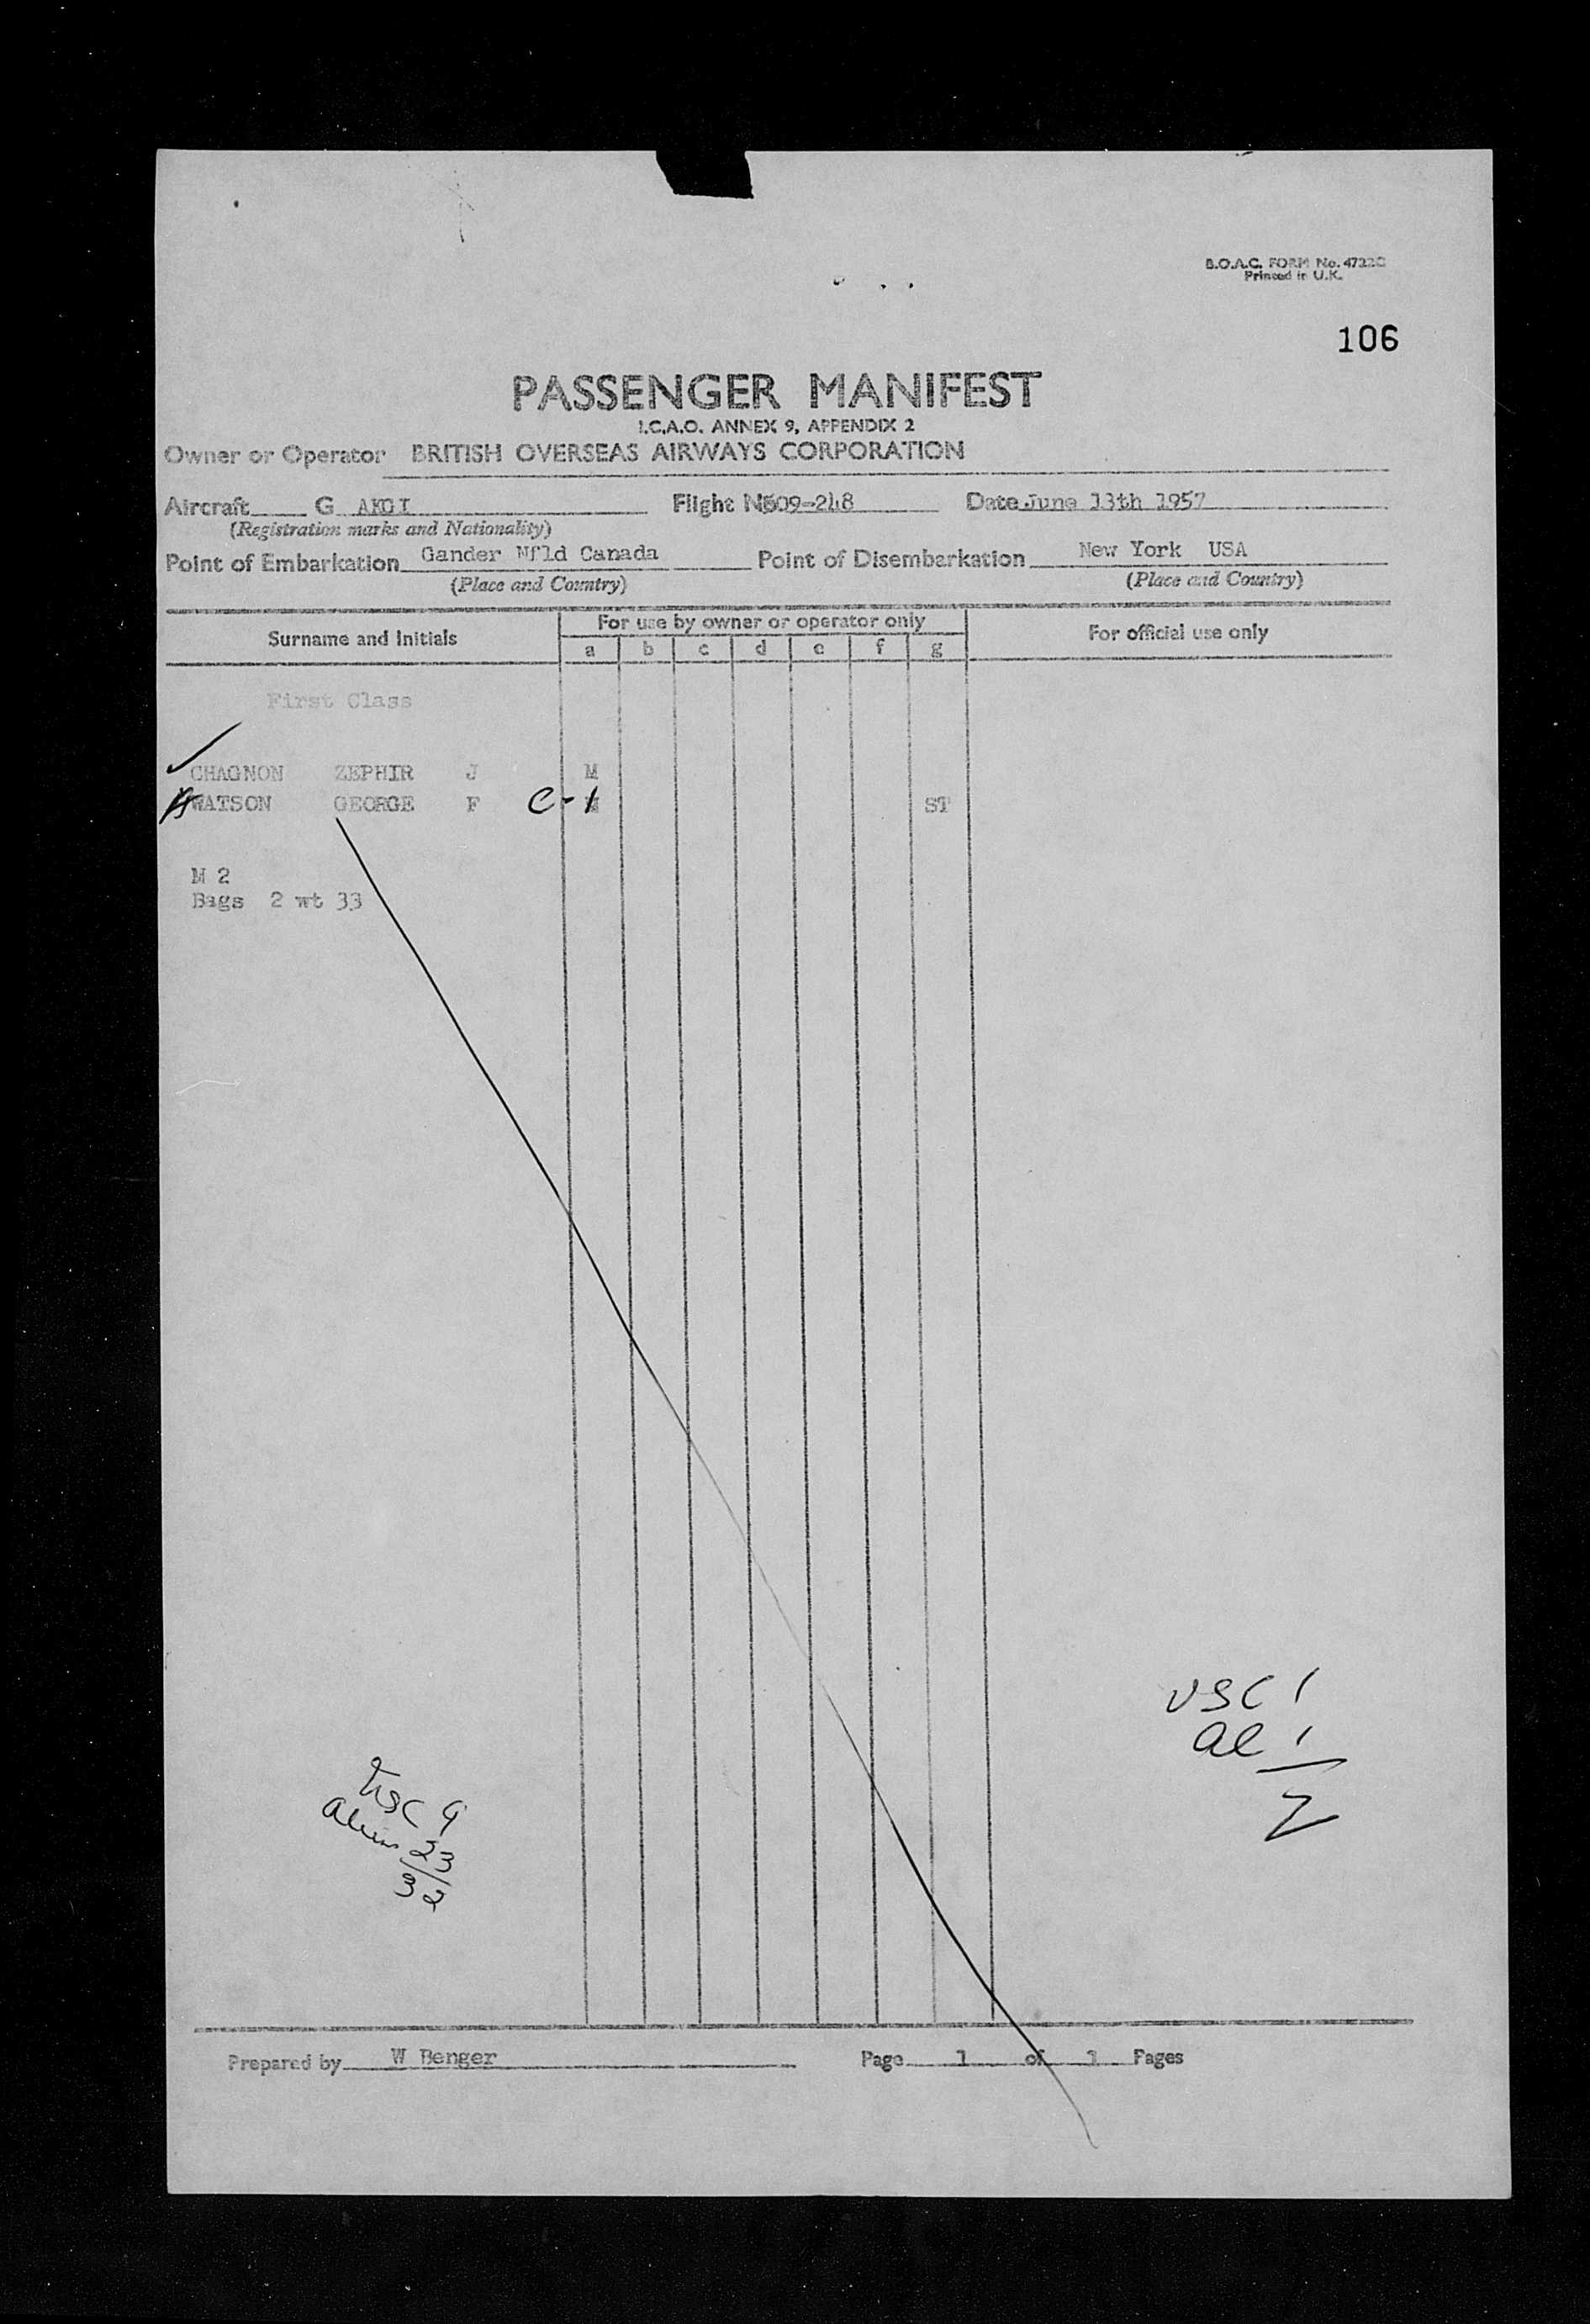 B.O.A.C. FORM No. 4722C
Printed in U.K.
106
PASSENGER MANIFEST
I.C.A.O. ANNEX 9, APPENDIX 2
Owner or Operator BRITISH OVERSEAS AIRWAYS CORPORATION
Aircraft G AKGI Flight N509-248 Date June 13th 1957
(Registration marks and Nationality)
Point of Embarkation Gander Nfld Canada Point of Disembarkation New York USA
(Place and Country) (Place and Country)
Surname and Initials For use by owner or operator only For official use only
a b c d e f g
First Class
CHAGNON ZEPHIR J M
A WATSON GEORGE F C-1 ST
M 2
Bags 2 wt 33
USC 1
al 1
2
USC 9
Aliens 23
32
Prepared by W Benger Page 1 of 1 Pages